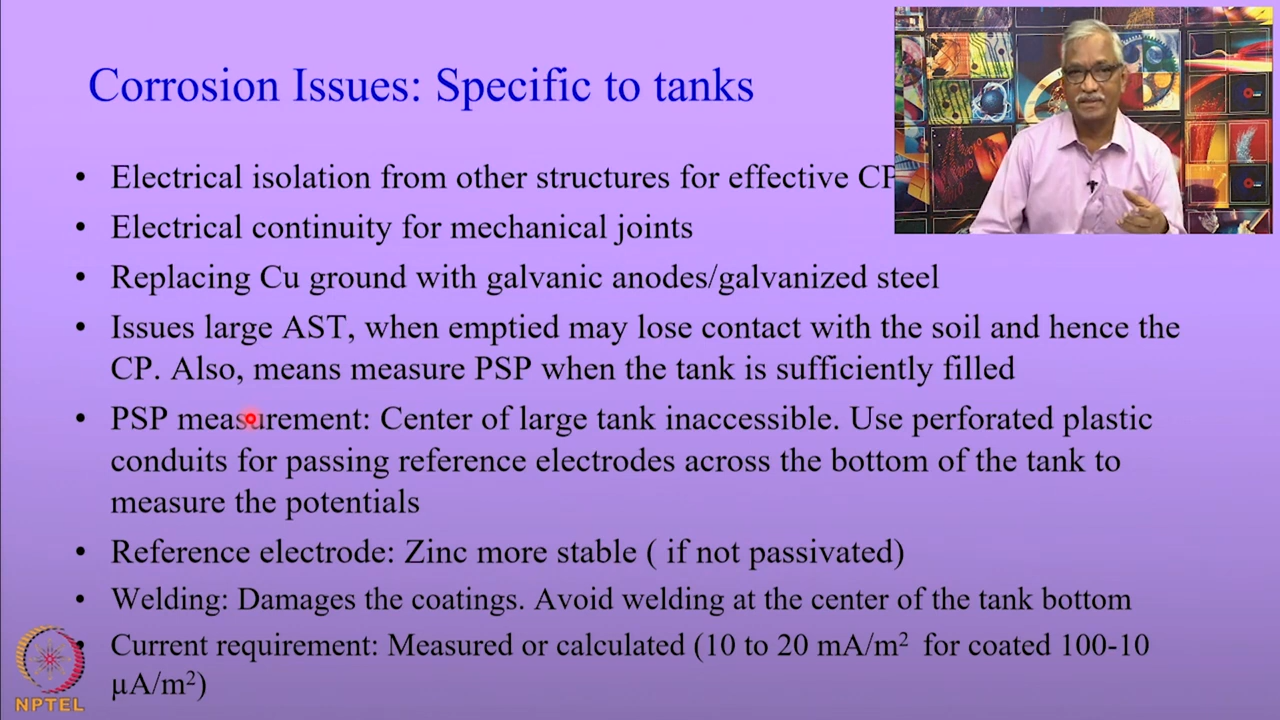 Corrosion Issues: Specific to tanks
• Electrical isolation from other structures for effective CP
• Electrical continuity for mechanical joints
• Replacing Cu ground with galvanic anodes/galvanized steel
• Issues large AST, when emptied may lose contact with the soil and hence the
CP. Also, means measure PSP when the tank is sufficiently filled
• PSP measurement: Center of large tank inaccessible. Use perforated plastic
conduits for passing reference electrodes across the bottom of the tank to
measure the potentials
• Reference electrode: Zinc more stable ( if not passivated)
• Welding: Damages the coatings. Avoid welding at the center of the tank bottom
• Current requirement: Measured or calculated (10 to 20 mA/m² for coated 100-10
µA/m²)
NPTEL